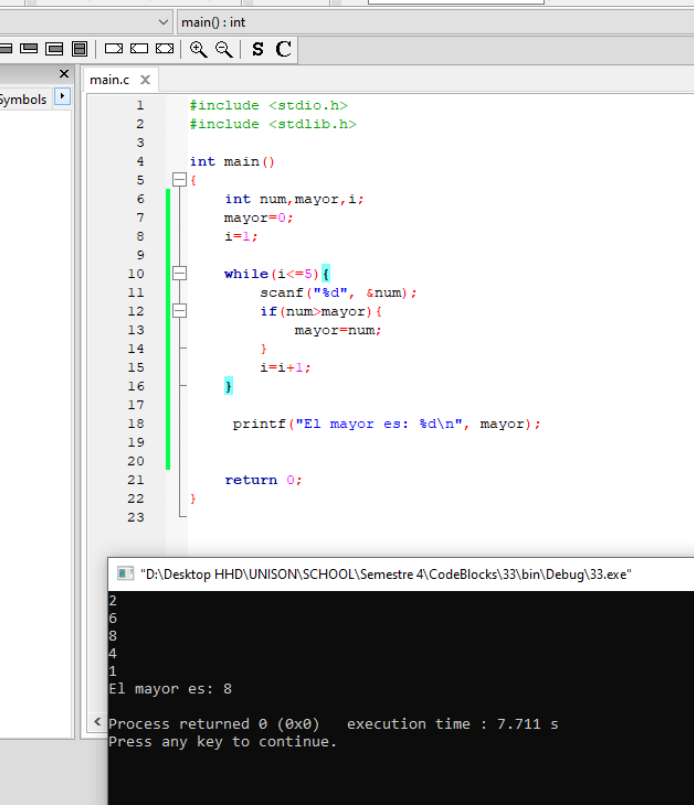 main() : int
S C
Symbols
main.c X
1 #include <stdio.h>
2 #include <stdlib.h>
3
4 int main()
5 {
6 int num,mayor,i;
7 mayor=0;
8 i=1;
9
10 while(i<=5){
11 scanf("%d", &num);
12 if(num>mayor){
13 mayor=num;
14 }
15 i=i+1;
16 }
17
18 printf("El mayor es: %d\n", mayor);
19
20
21 return 0;
22 }
23
"D:\Desktop HHD\UNISON\SCHOOL\Semestre 4\CodeBlocks\33\bin\Debug\33.exe"
2
6
8
4
1
El mayor es: 8
Process returned 0 (0x0) execution time : 7.711 s
Press any key to continue.